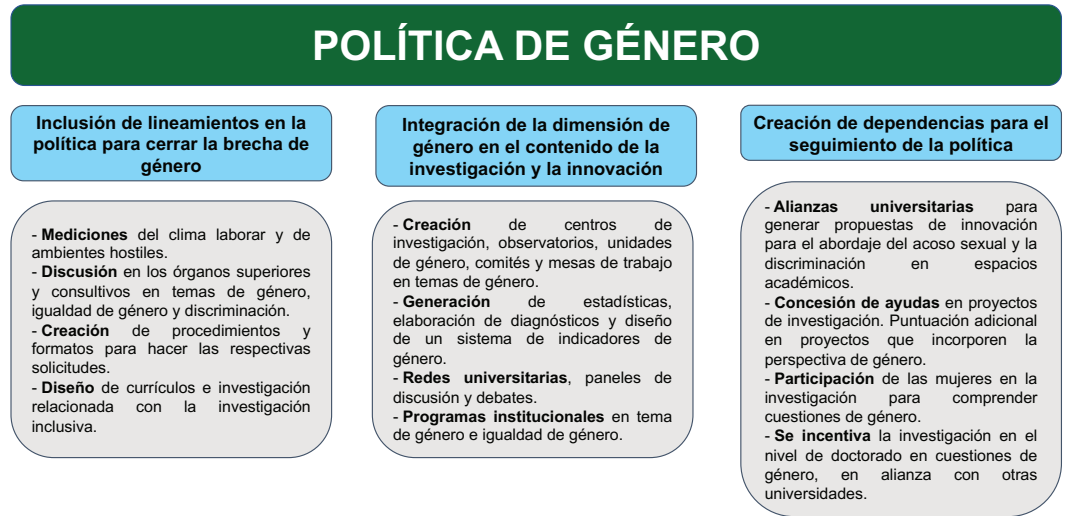 POLÍTICA DE GÉNERO
Inclusión de lineamientos en la
política para cerrar la brecha de
género
- Mediciones del clima laborar y de
ambientes hostiles.
- Discusión en los órganos superiores
y consultivos en temas de género,
igualdad de género y discriminación.
- Creación de procedimientos y
formatos para hacer las respectivas
solicitudes.
- Diseño de currículos e investigación
relacionada con la investigación
inclusiva.
Integración de la dimensión de
género en el contenido de la
investigación y la innovación
- Creación de centros de
investigación, observatorios, unidades
de género, comités y mesas de trabajo
en temas de género.
- Generación de estadísticas,
elaboración de diagnósticos y diseño
de un sistema de indicadores de
género.
- Redes universitarias, paneles de
discusión y debates.
- Programas institucionales en tema
de género e igualdad de género.
Creación de dependencias para el
seguimiento de la política
- Alianzas universitarias para
generar propuestas de innovación
para el abordaje del acoso sexual y la
discriminación en espacios
académicos.
- Concesión de ayudas en proyectos
de investigación. Puntuación adicional
en proyectos que incorporen la
perspectiva de género.
- Participación de las mujeres en la
investigación para comprender
cuestiones de género.
- Se incentiva la investigación en el
nivel de doctorado en cuestiones de
género, en alianza con otras
universidades.